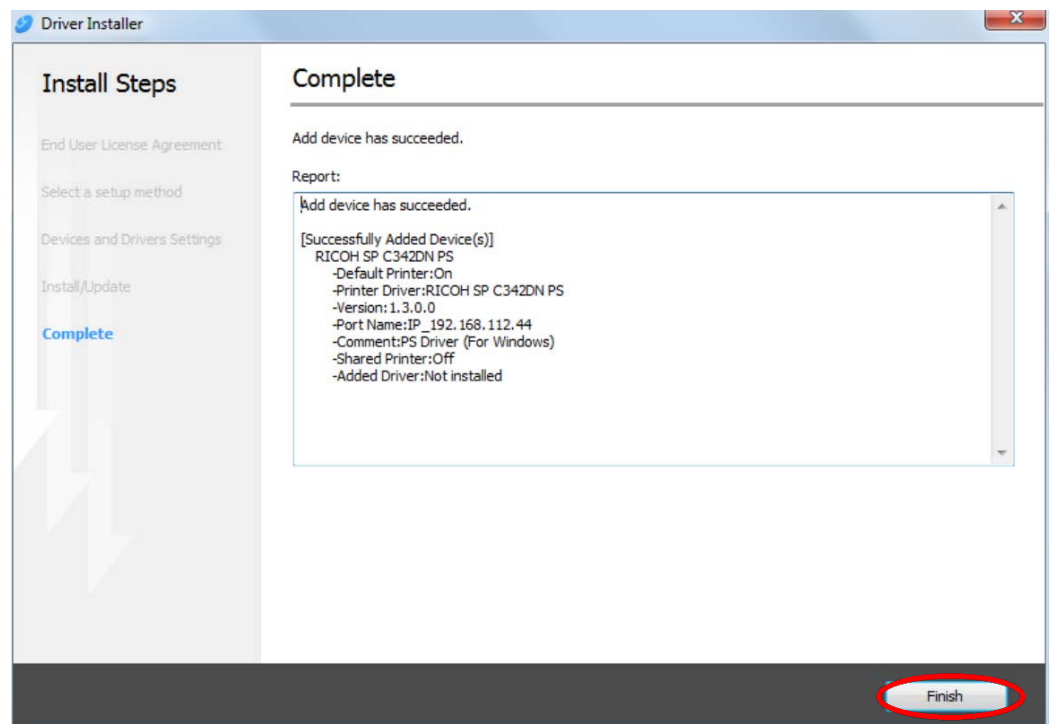 Driver Installer
Install Steps
End User License Agreement
Select a setup method
Devices and Drivers Settings
Install/Update
Complete
Complete
Add device has succeeded.
Report:
Add device has succeeded.
[Successfully Added Device(s)]
RICOH SP C342DN PS
-Default Printer:On
-Printer Driver:RICOH SP C342DN PS
-Version:1.3.0.0
-Port Name:IP_192.168.112.44
-Comment:PS Driver (For Windows)
-Shared Printer:Off
-Added Driver:Not installed
Finish